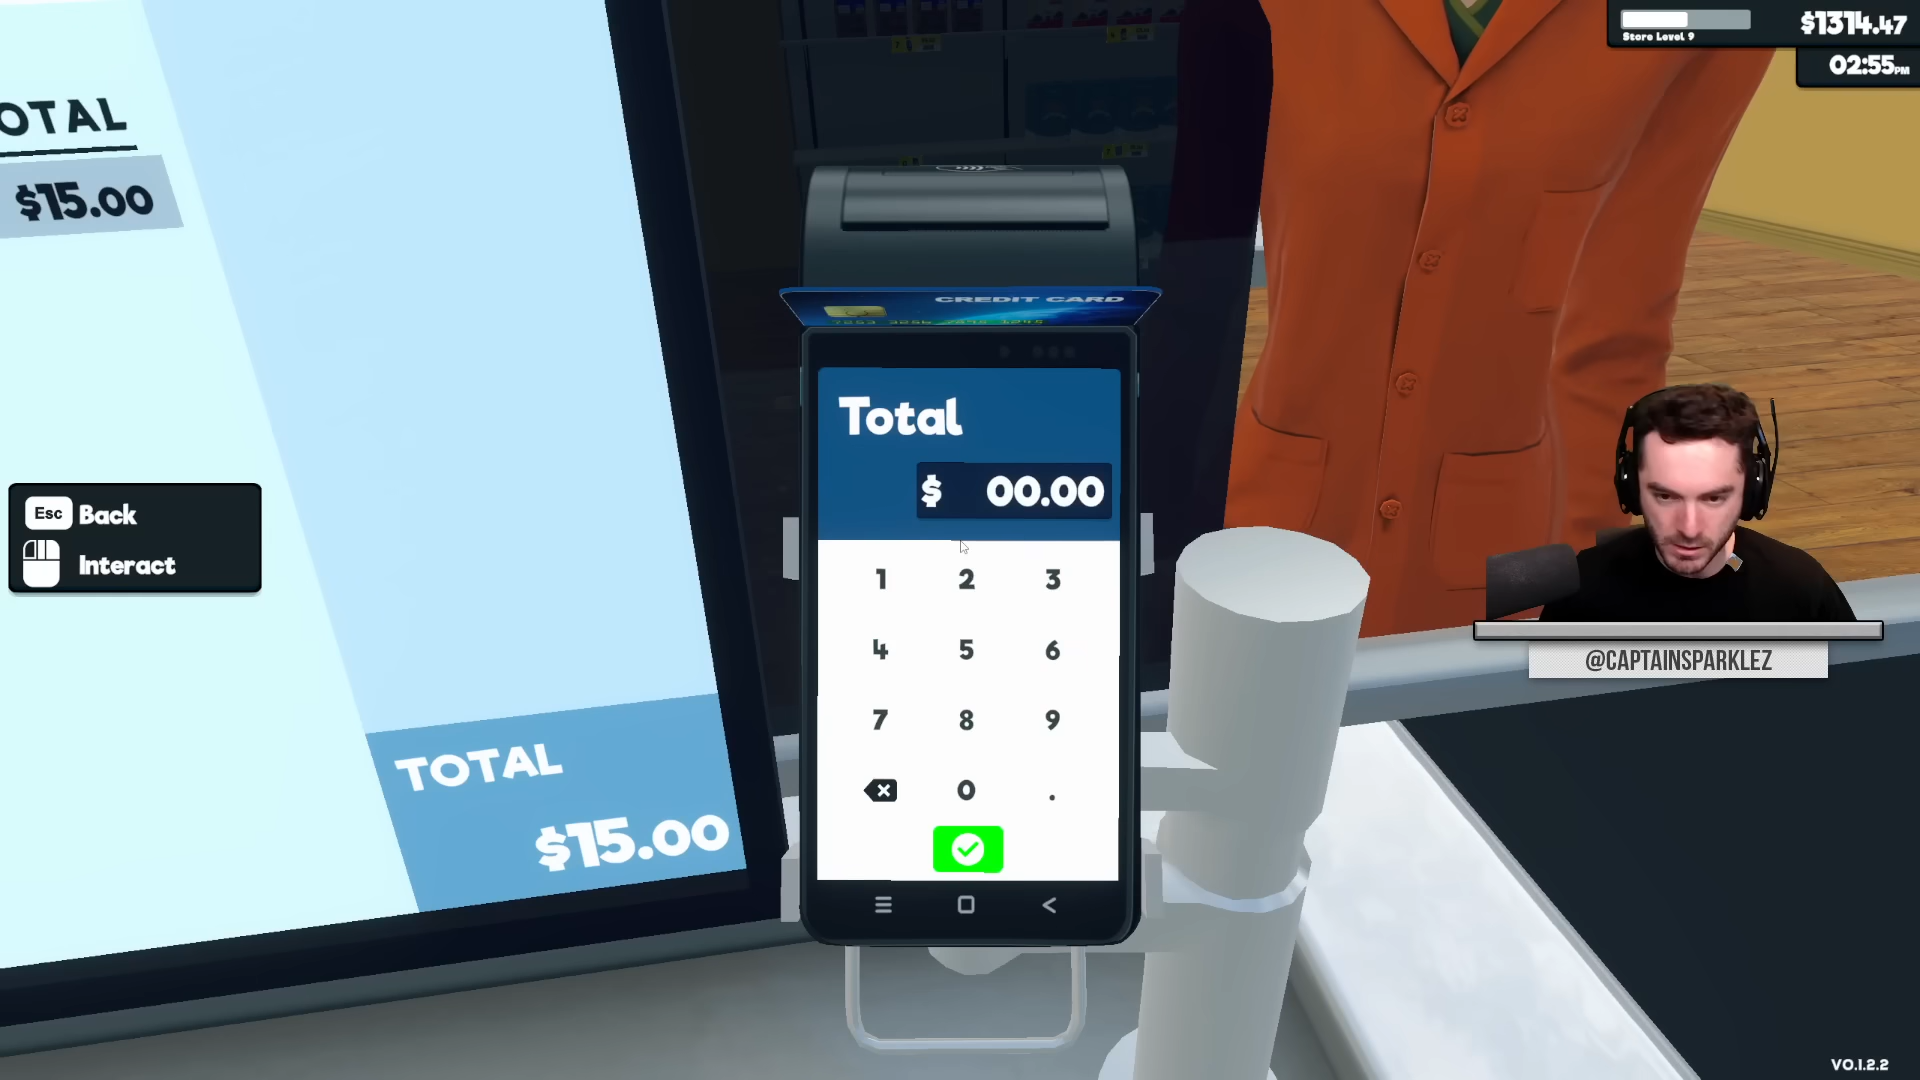 OTAL
$15.00
Store Level 9
$1314.47
02:55PM
CREDIT CARD
Total
$ 00.00
1 2 3
4 5 6
7 8 9
0 .
Esc Back
Interact
TOTAL
$15.00
@CAPTAINSPARKLEZ
V0.1.2.2